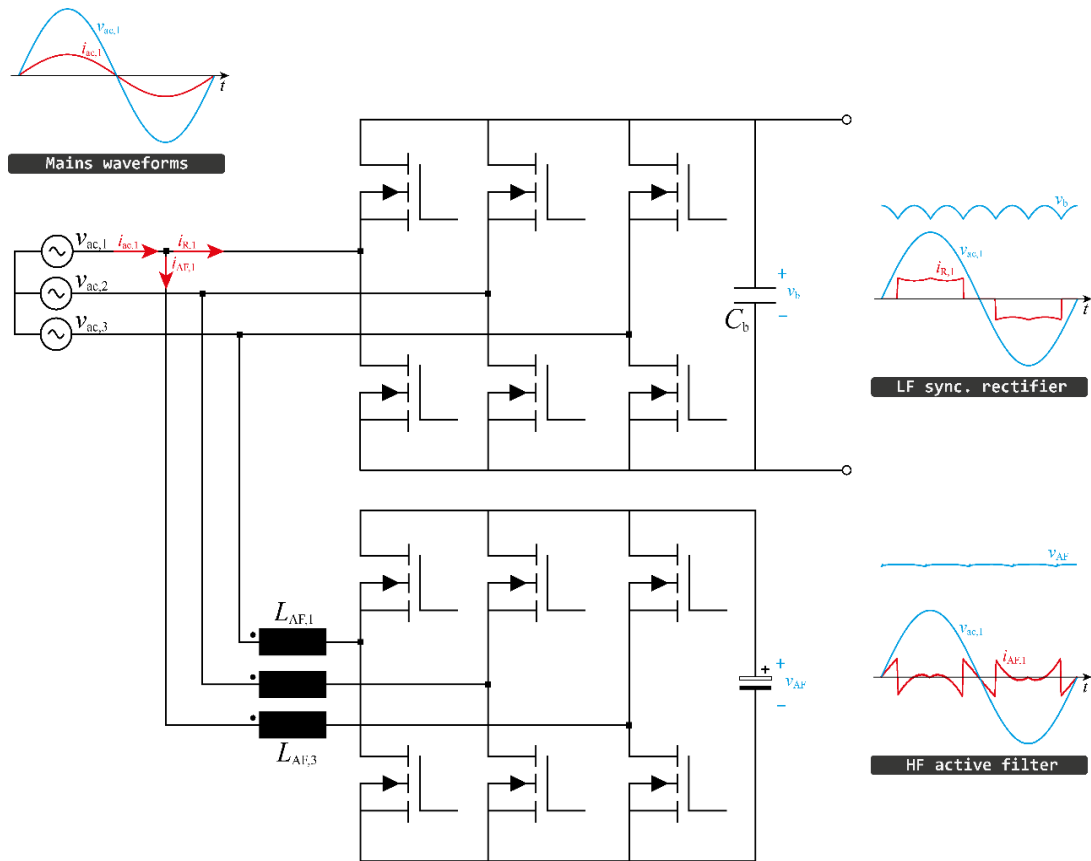 v_ac,1
i_ac,1
t
Mains waveforms
v_ac,1
i_ac,1
i_R,1
i_AF,1
v_ac,2
v_ac,3
+
v_b
−
C_b
v_b
v_ac,1
i_R,1
t
LF sync. rectifier
L_AF,1
L_AF,3
+
+
v_AF
−
v_AF
v_ac,1
i_AF,1
t
HF active filter